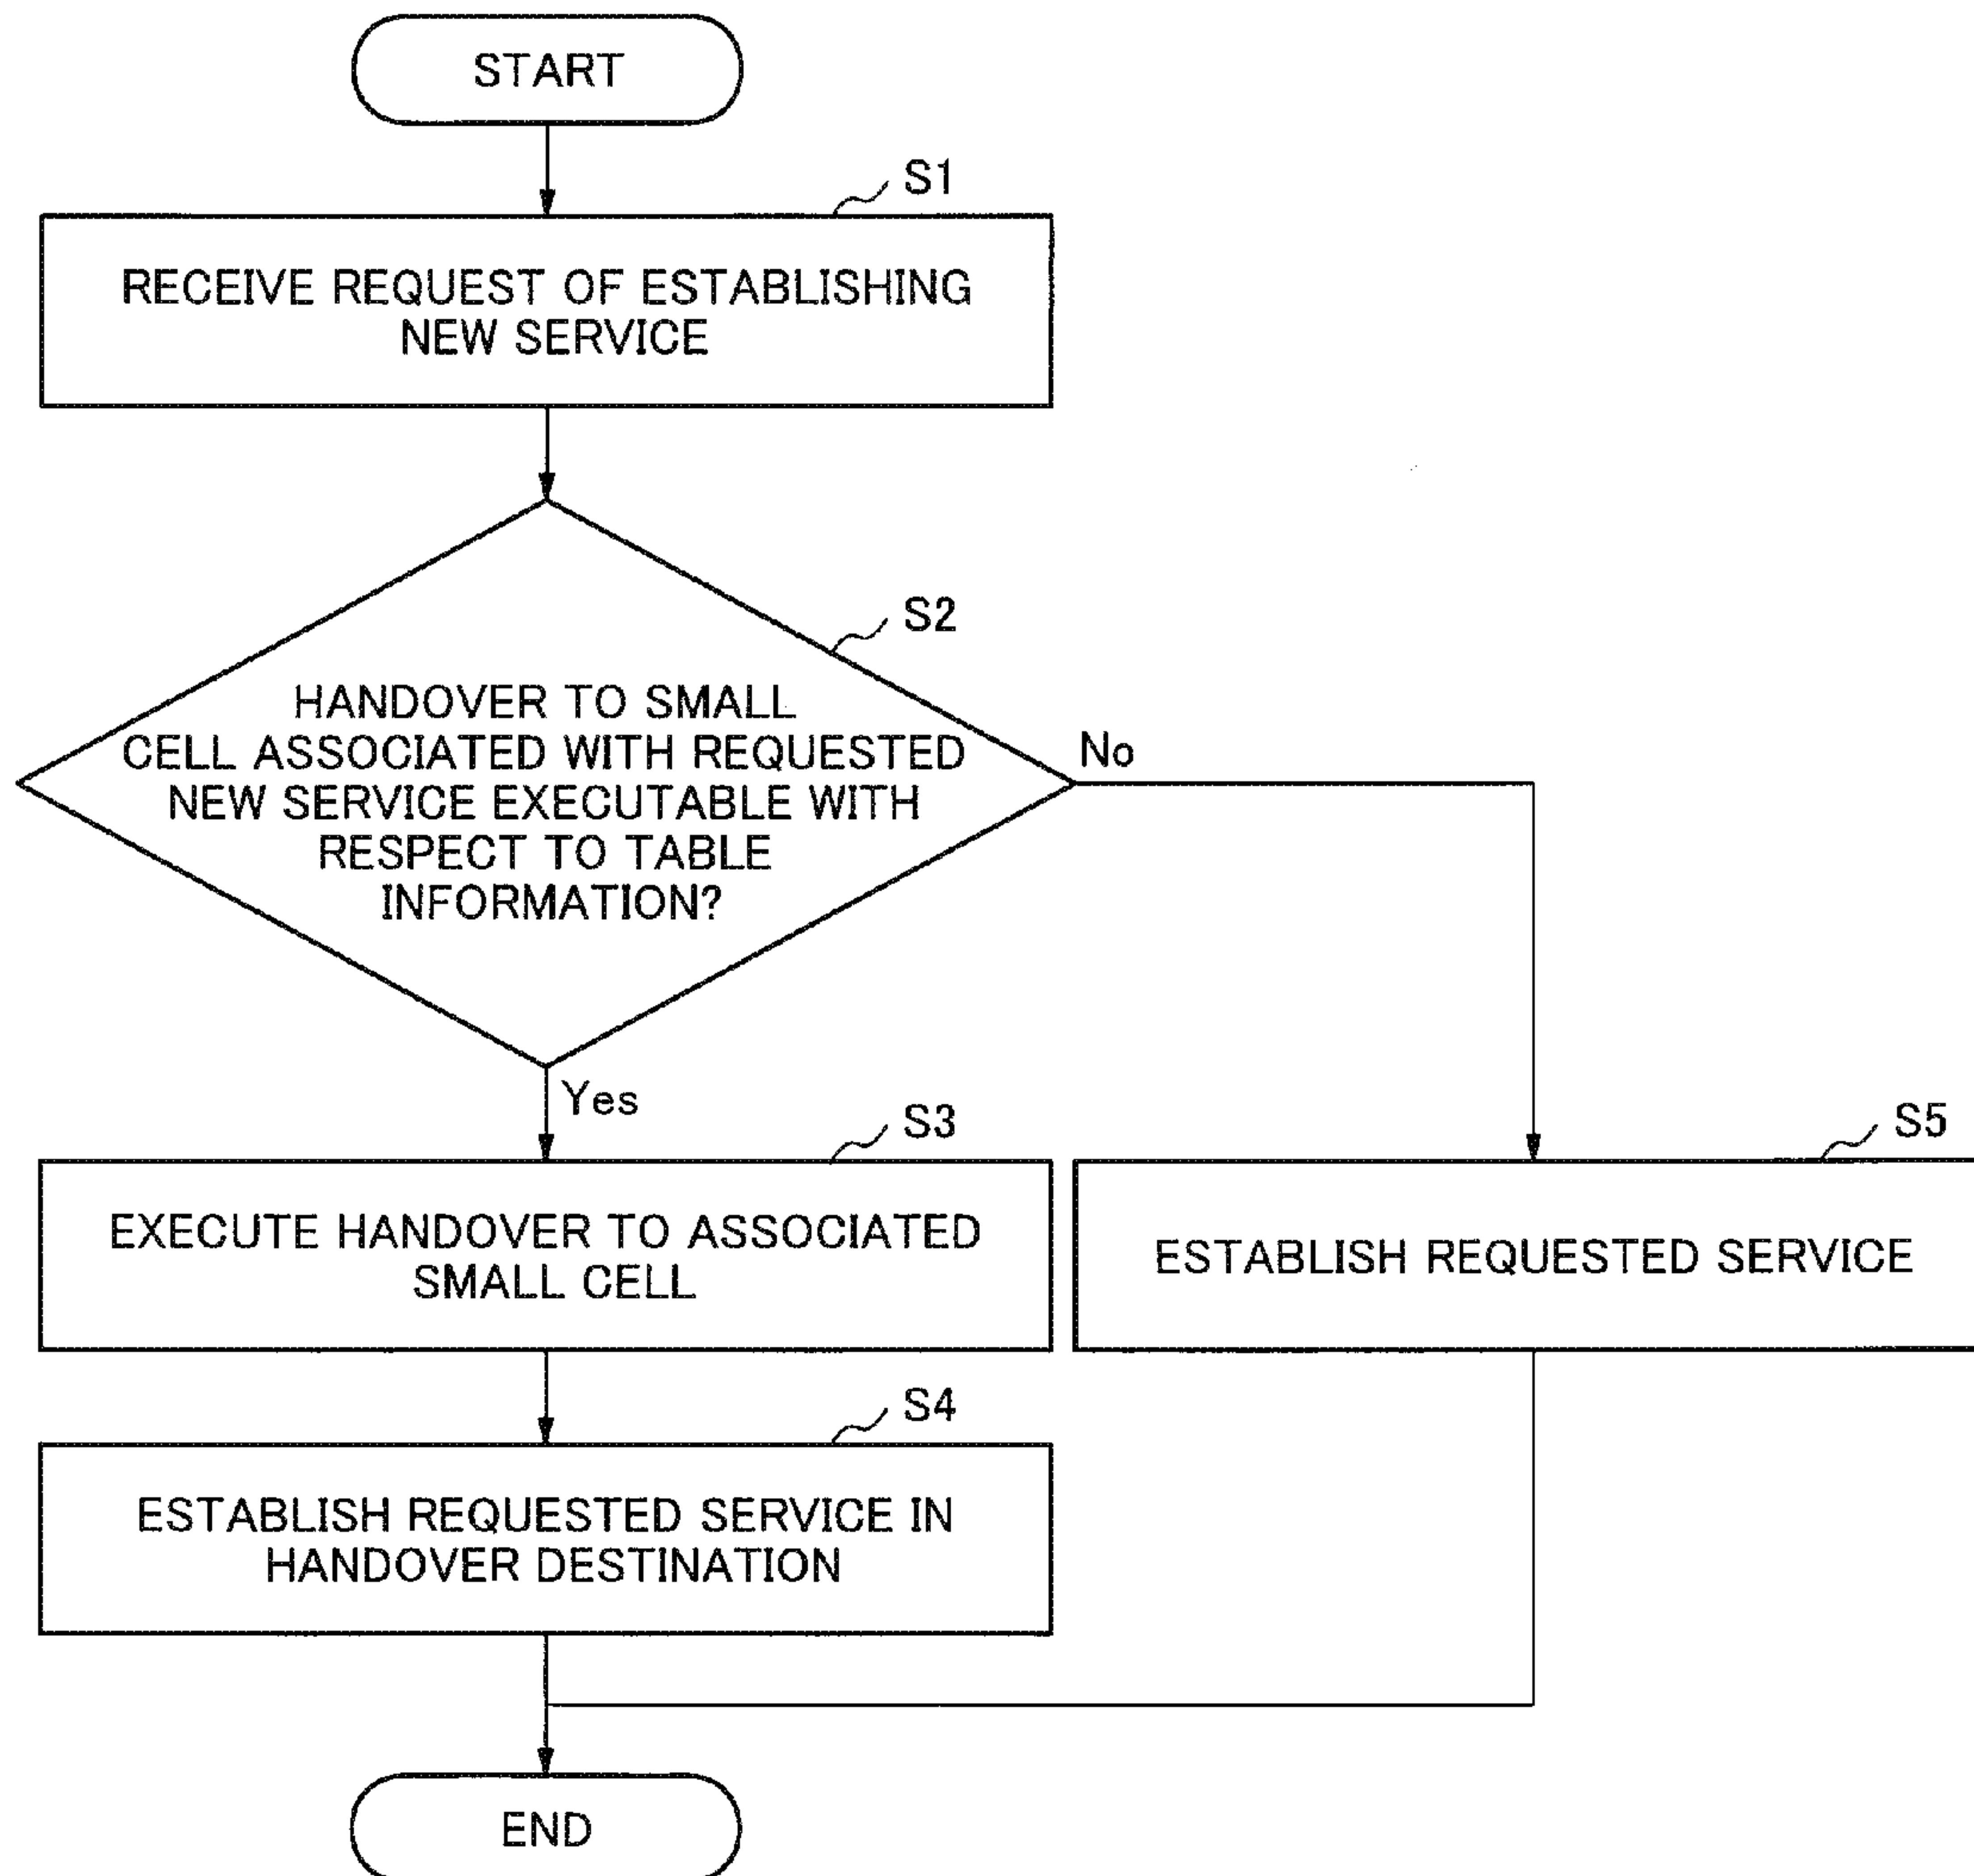 START
S1
RECEIVE REQUEST OF ESTABLISHING
NEW SERVICE
S2
HANDOVER TO SMALL
CELL ASSOCIATED WITH REQUESTED
NEW SERVICE EXECUTABLE WITH
RESPECT TO TABLE
INFORMATION?
No
Yes
S3
EXECUTE HANDOVER TO ASSOCIATED
SMALL CELL
S5
ESTABLISH REQUESTED SERVICE
S4
ESTABLISH REQUESTED SERVICE IN
HANDOVER DESTINATION
END